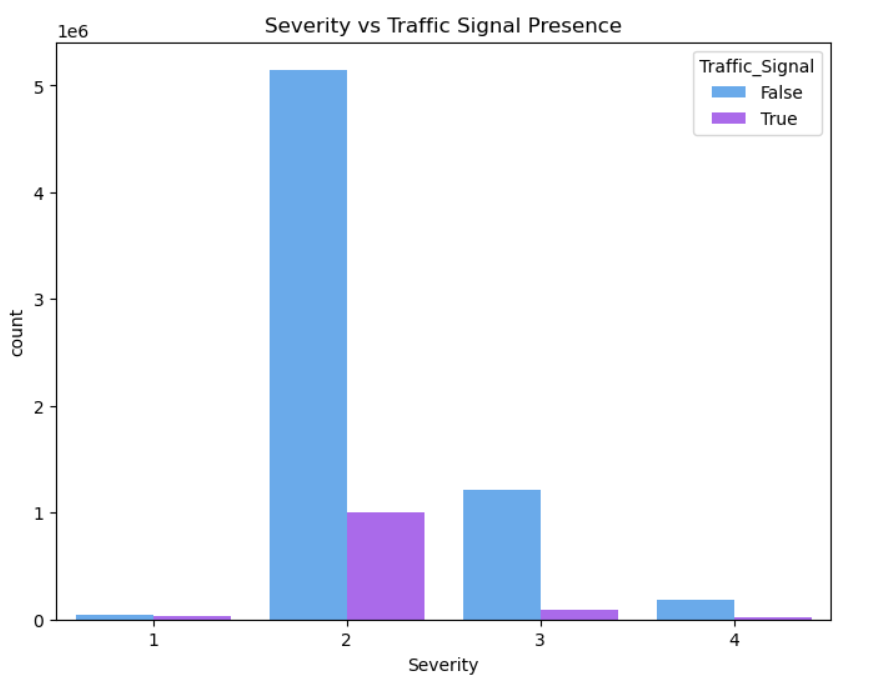 Severity vs Traffic Signal Presence
1e6
Traffic_Signal
False
True
5
4
3
2
1
0
count
1 2 3 4
Severity